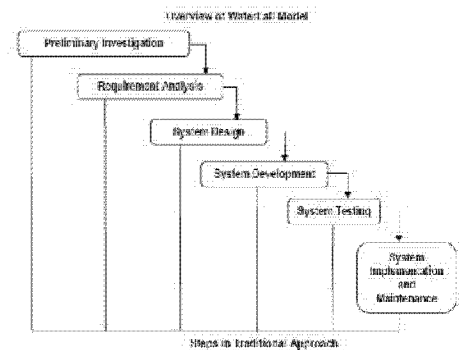 Overview of Waterfall Model
Preliminary Investigation
Requirement Analysis
System Design
System Development
System Testing
System
Implementation
and
Maintenance
Steps in Traditional Approach